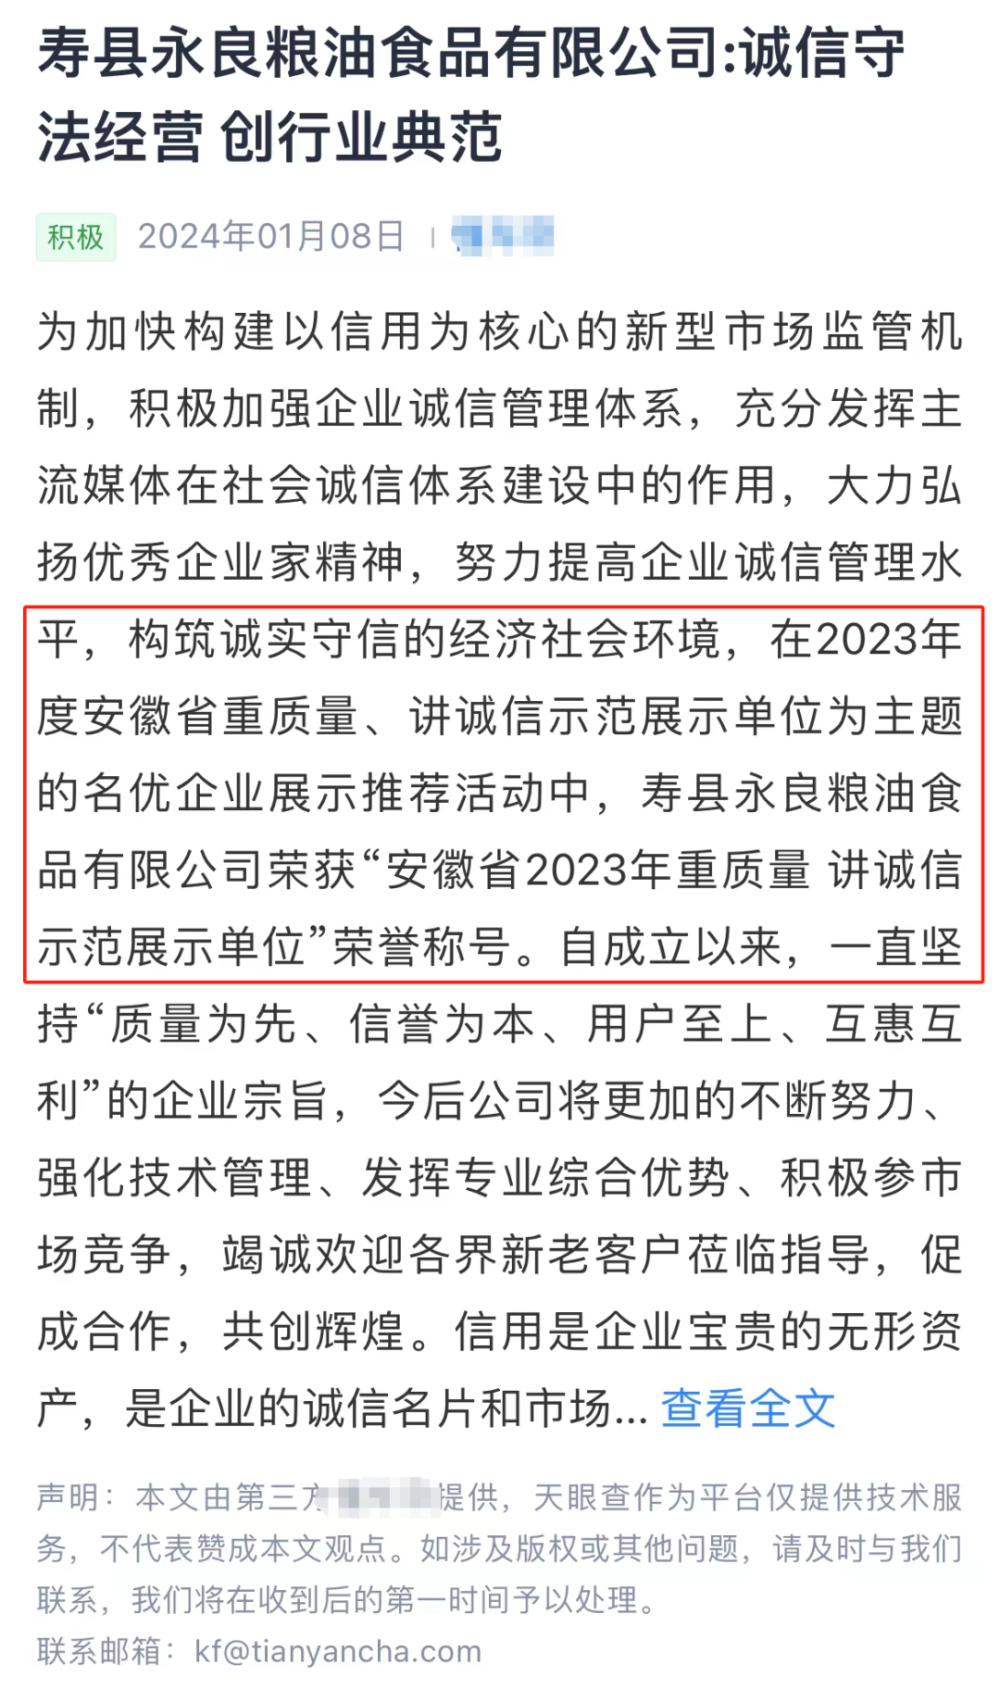 寿县永良粮油食品有限公司:诚信守
法经营 创行业典范
积极 2024年01月08日
为加快构建以信用为核心的新型市场监管机
制，积极加强企业诚信管理体系，充分发挥主
流媒体在社会诚信体系建设中的作用，大力弘
扬优秀企业家精神，努力提高企业诚信管理水
平，构筑诚实守信的经济社会环境，在2023年
度安徽省重质量、讲诚信示范展示单位为主题
的名优企业展示推荐活动中，寿县永良粮油食
品有限公司荣获“安徽省2023年重质量 讲诚信
示范展示单位”荣誉称号。自成立以来，一直坚
持“质量为先、信誉为本、用户至上、互惠互
利”的企业宗旨，今后公司将更加的不断努力、
强化技术管理、发挥专业综合优势、积极参市
场竞争，竭诚欢迎各界新老客户莅临指导，促
成合作，共创辉煌。信用是企业宝贵的无形资
产，是企业的诚信名片和市场... 查看全文
声明：本文由第三方提供，天眼查作为平台仅提供技术服
务，不代表赞成本文观点。如涉及版权或其他问题，请及时与我们
联系，我们将在收到后的第一时间予以处理。
联系邮箱：kf@tianyancha.com